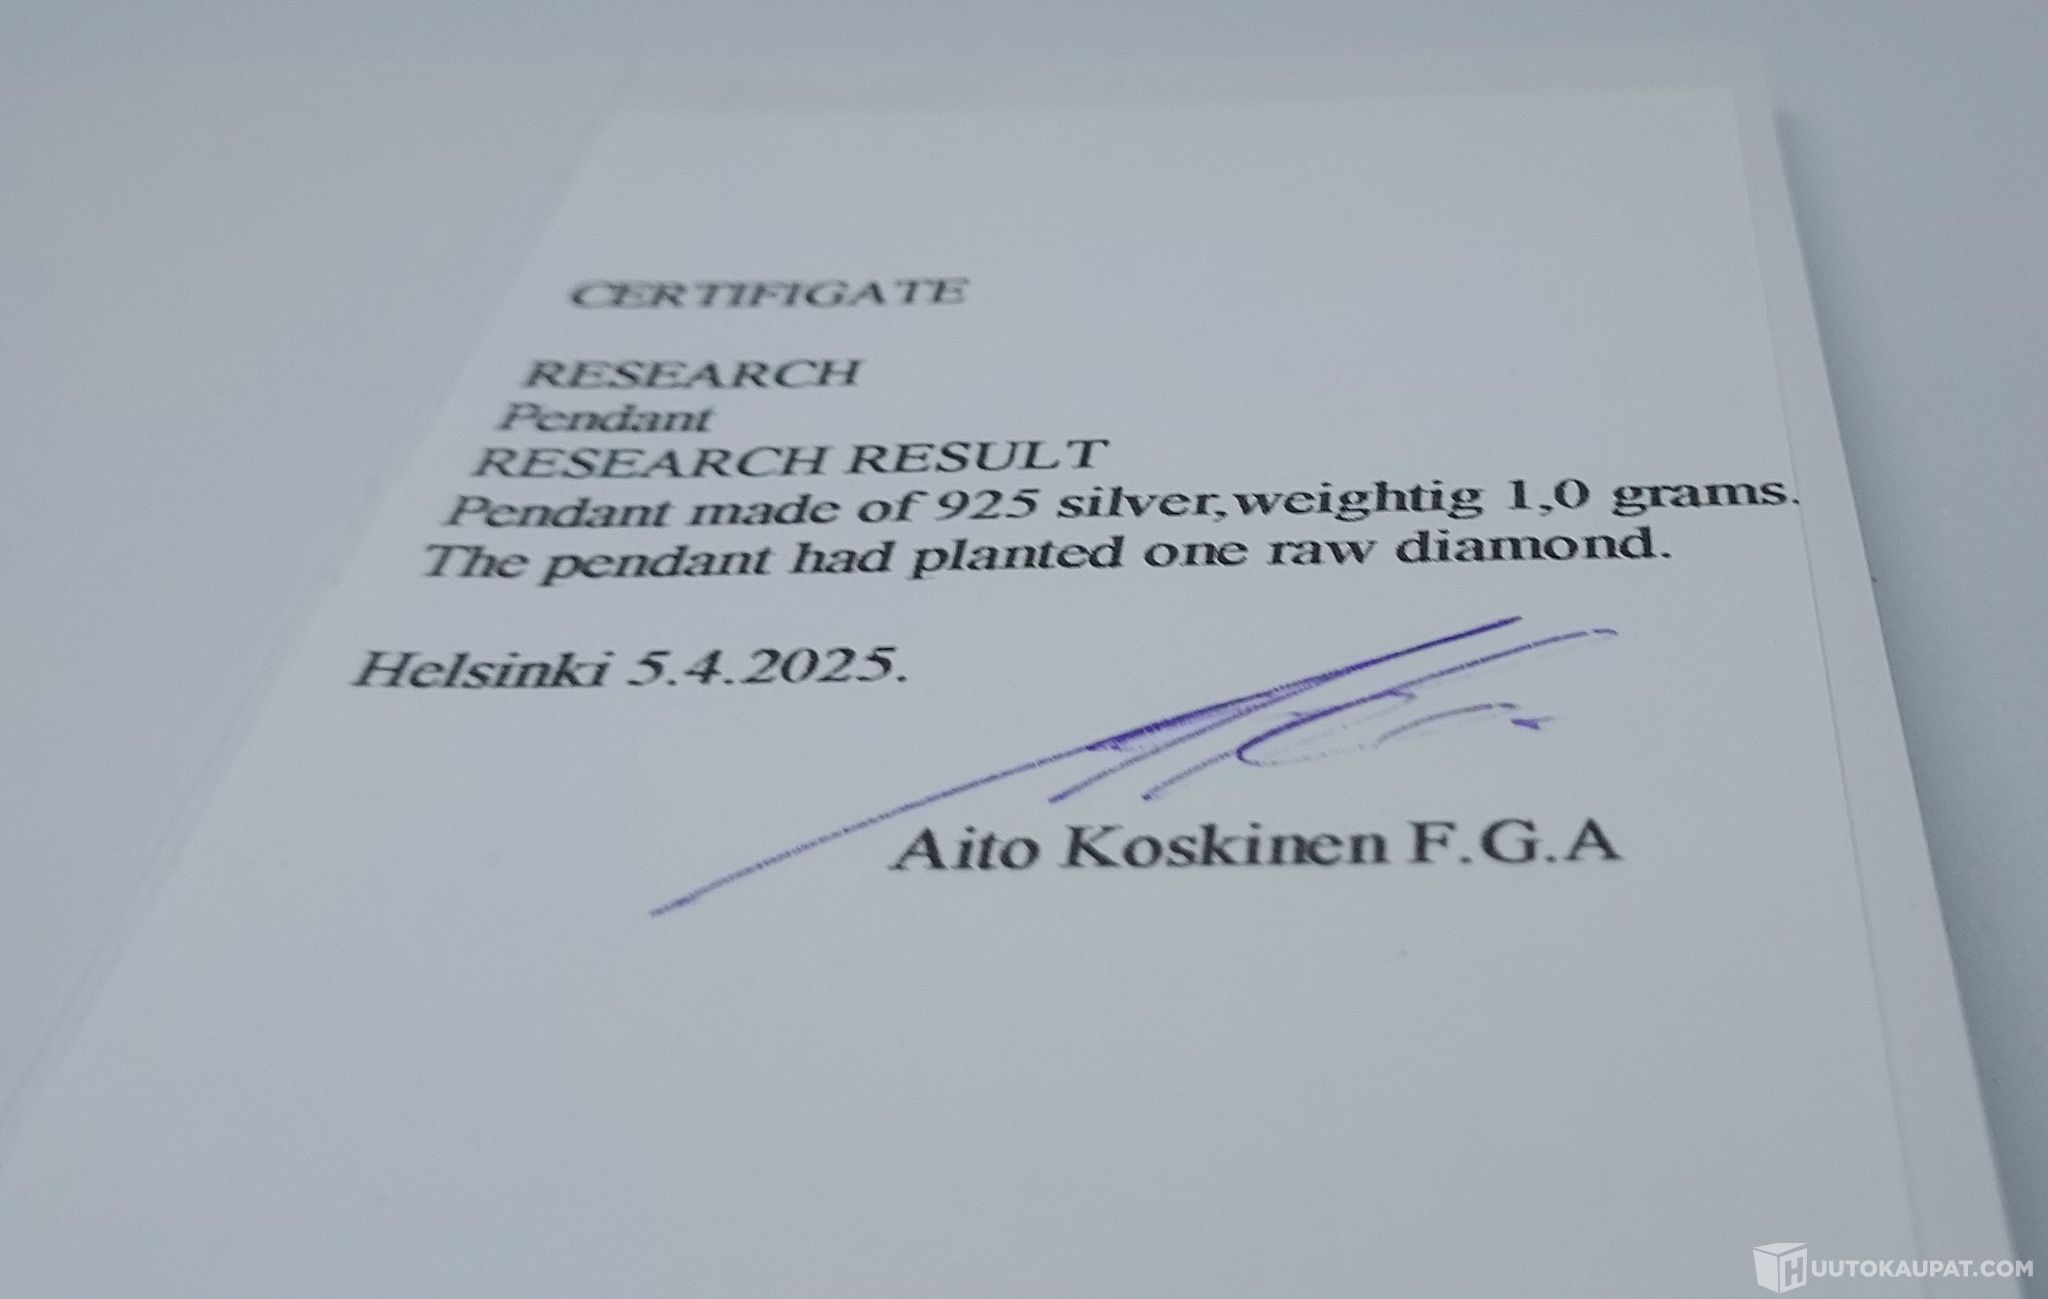 CERTIFIGATE
RESEARCH
Pendant
RESEARCH RESULT
Pendant made of 925 silver,weightig 1,0 grams.
The pendant had planted one raw diamond.
Helsinki 5.4.2025.
Aito Koskinen F.G.A
HUUTOKAUPAT.COM